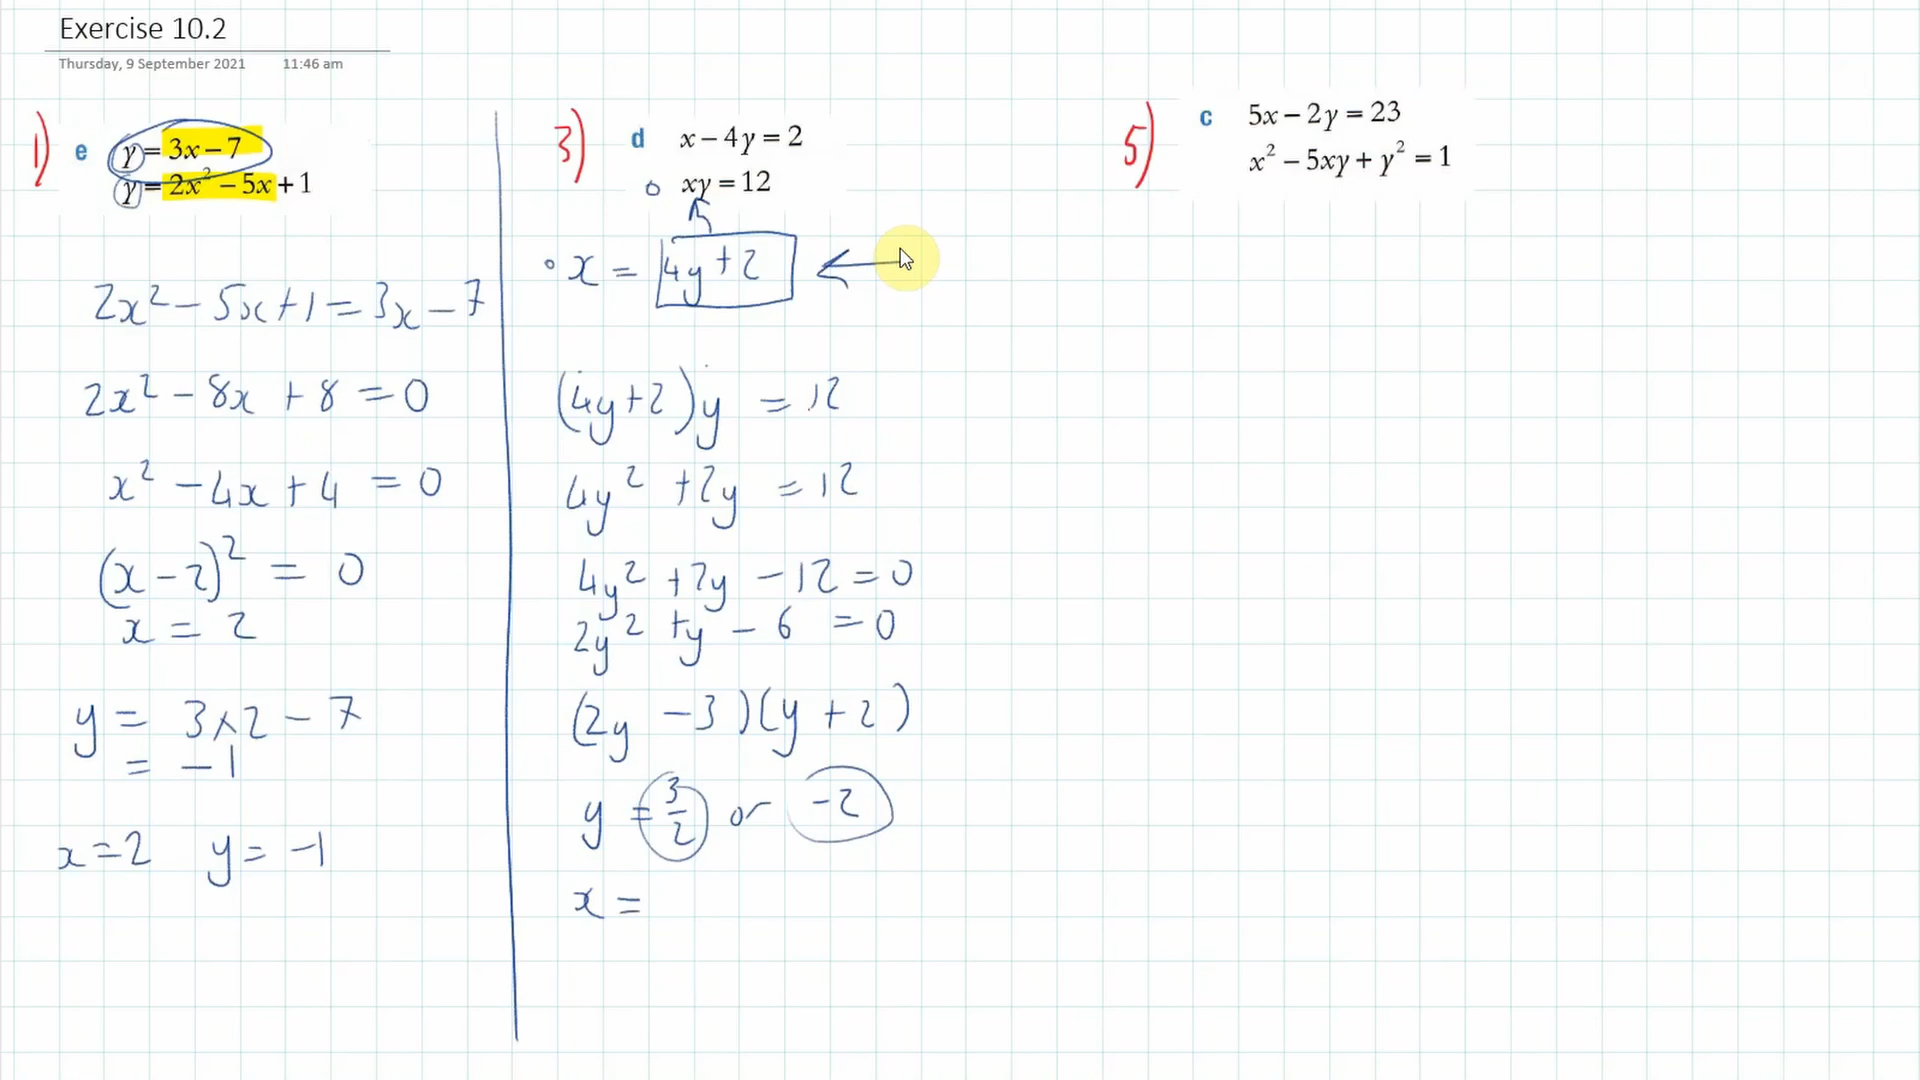 Exercise 10.2
Thursday, 9 September 2021 11:46 am
1) e y = 3x − 7
y = 2x² − 5x + 1
2x² − 5x + 1 = 3x − 7
2x² − 8x + 8 = 0
x² − 4x + 4 = 0
(x − 2)² = 0
x = 2
y = 3 × 2 − 7
= −1
x = 2 y = −1
3) d x − 4y = 2
xy = 12
x = 4y + 2
(4y + 2)y = 12
4y² + 2y = 12
4y² + 2y − 12 = 0
2y² + y − 6 = 0
(2y − 3)(y + 2)
y = 3/2 or −2
x =
5) c 5x − 2y = 23
x² − 5xy + y² = 1